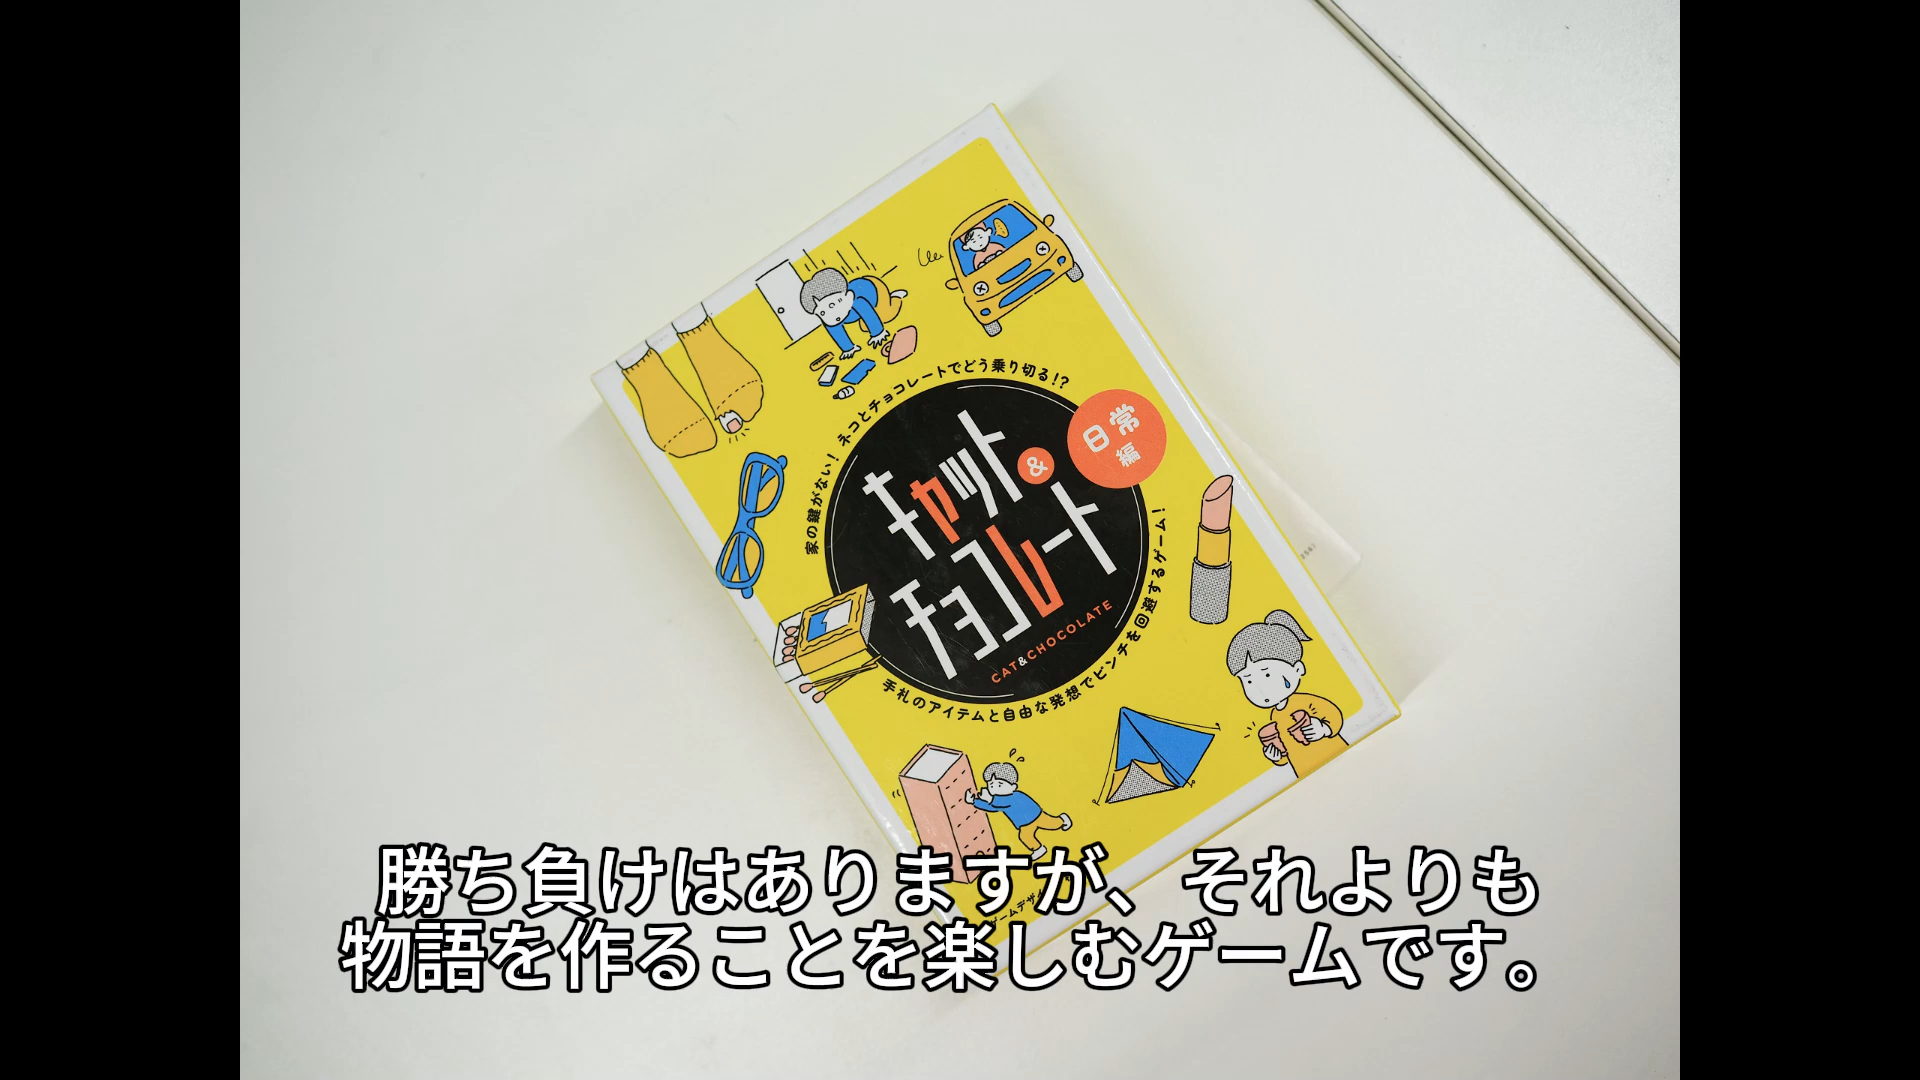 家の鍵がない！ネコとチョコレートでどう乗り切る！？
キャット&
チョコレート
日常
編
CAT&CHOCOLATE
手札のアイテムと自由な発想でピンチを回避するゲーム！
勝ち負けはありますが、それよりも
物語を作ることを楽しむゲームです。